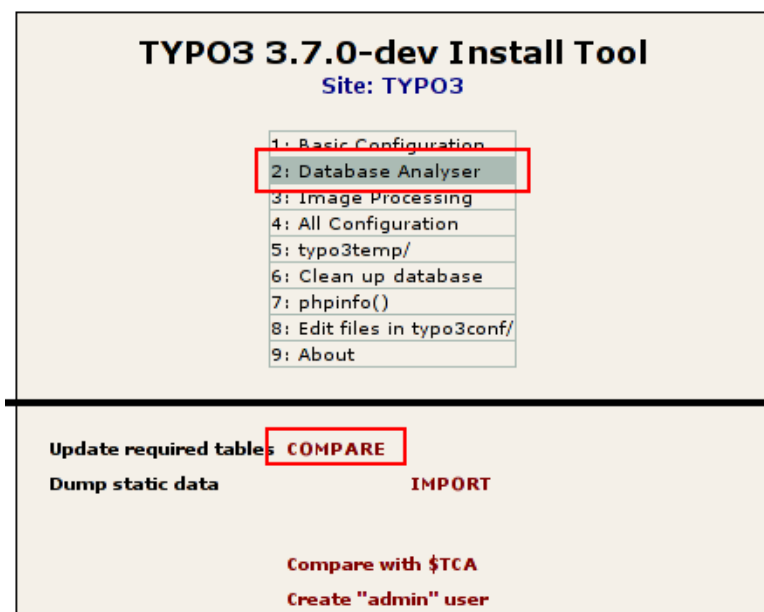 TYPO3 3.7.0-dev Install Tool
Site: TYPO3
1: Basic Configuration
2: Database Analyser
3: Image Processing
4: All Configuration
5: typo3temp/
6: Clean up database
7: phpinfo()
8: Edit files in typo3conf/
9: About
Update required tables COMPARE
Dump static data IMPORT
Compare with $TCA
Create "admin" user